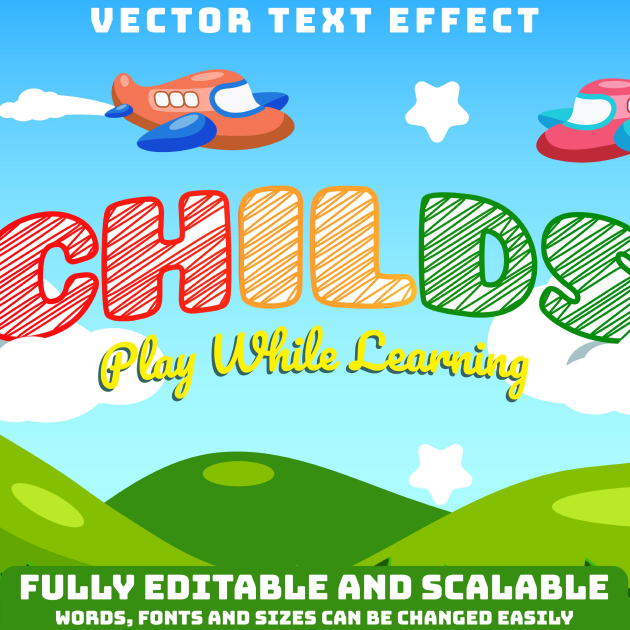 VECTOR TEXT EFFECT
CHILDS
Play While Learning
FULLY EDITABLE AND SCALABLE
WORDS, FONTS AND SIZES CAN BE CHANGED EASILY